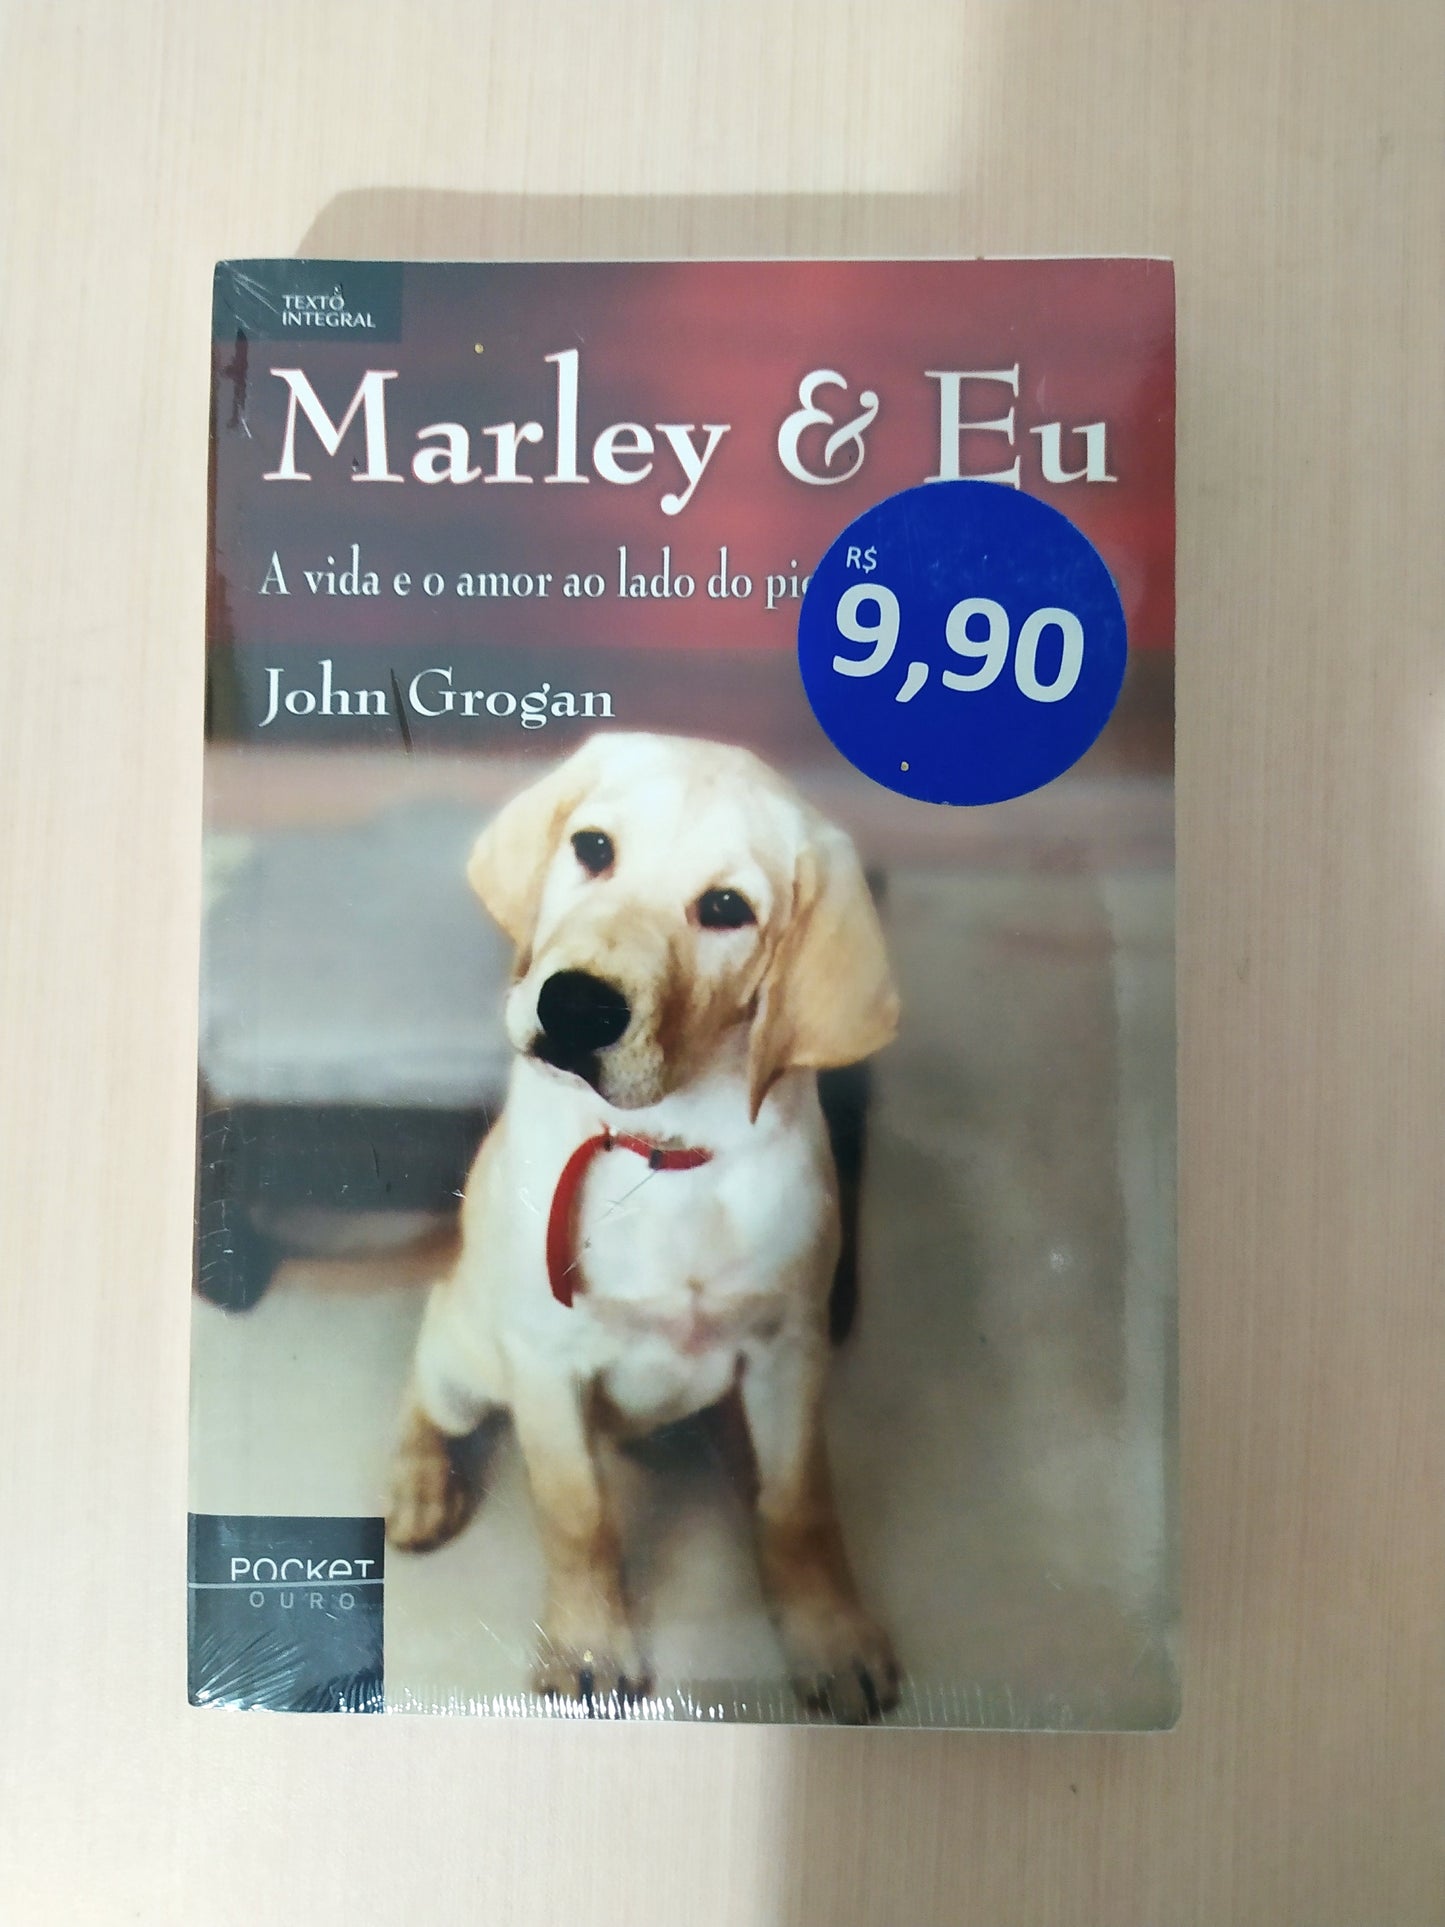 TEXTO
INTEGRAL
Marley & Eu
A vida e o amor ao lado do
R$
9,90
John Grogan
POCKET
OURO